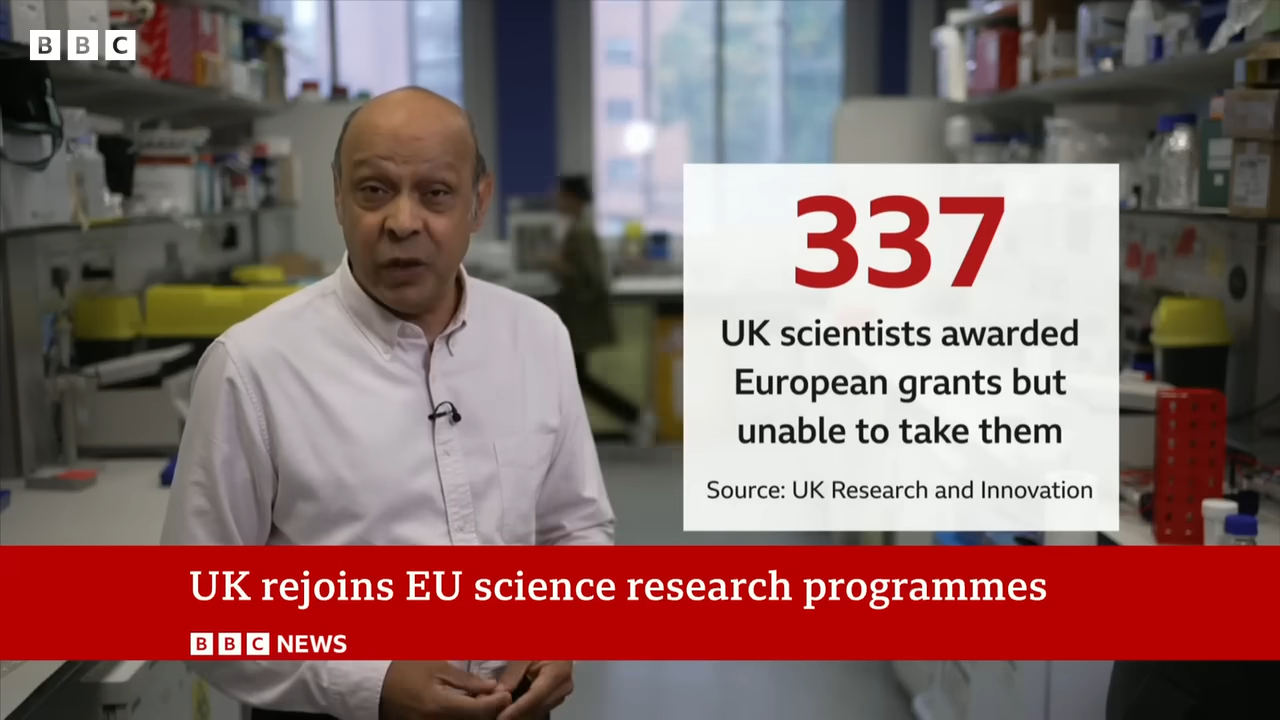 BBC
337
UK scientists awarded
European grants but
unable to take them
Source: UK Research and Innovation
UK rejoins EU science research programmes
BBC NEWS